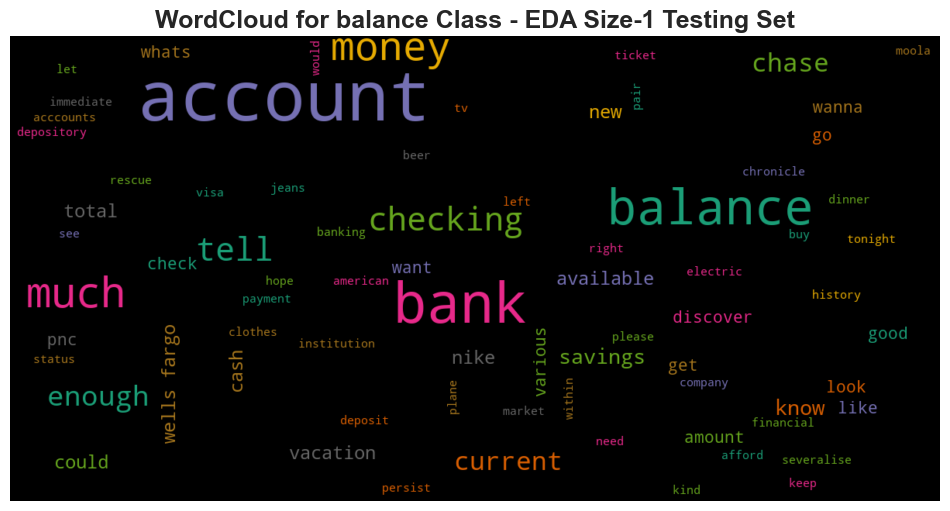 WordCloud for balance Class - EDA Size-1 Testing Set
whats
would
money
ticket
chase
moola
let
immediate
acccounts
depository
account
tv
new
pair
wanna
go
beer
rescue
visa
jeans
chronicle
total
see
checking
left
balance
dinner
buy
tonight
banking
tell
check
right
want
available
electric
much
hope
american
payment
bank
history
discover
pnc
status
wells fargo
clothes
cash
institution
nike
various
savings
please
good
get
company
look
enough
plane
market
within
know
like
financial
deposit
could
vacation
current
need
amount
afford
severalise
persist
kind
keep